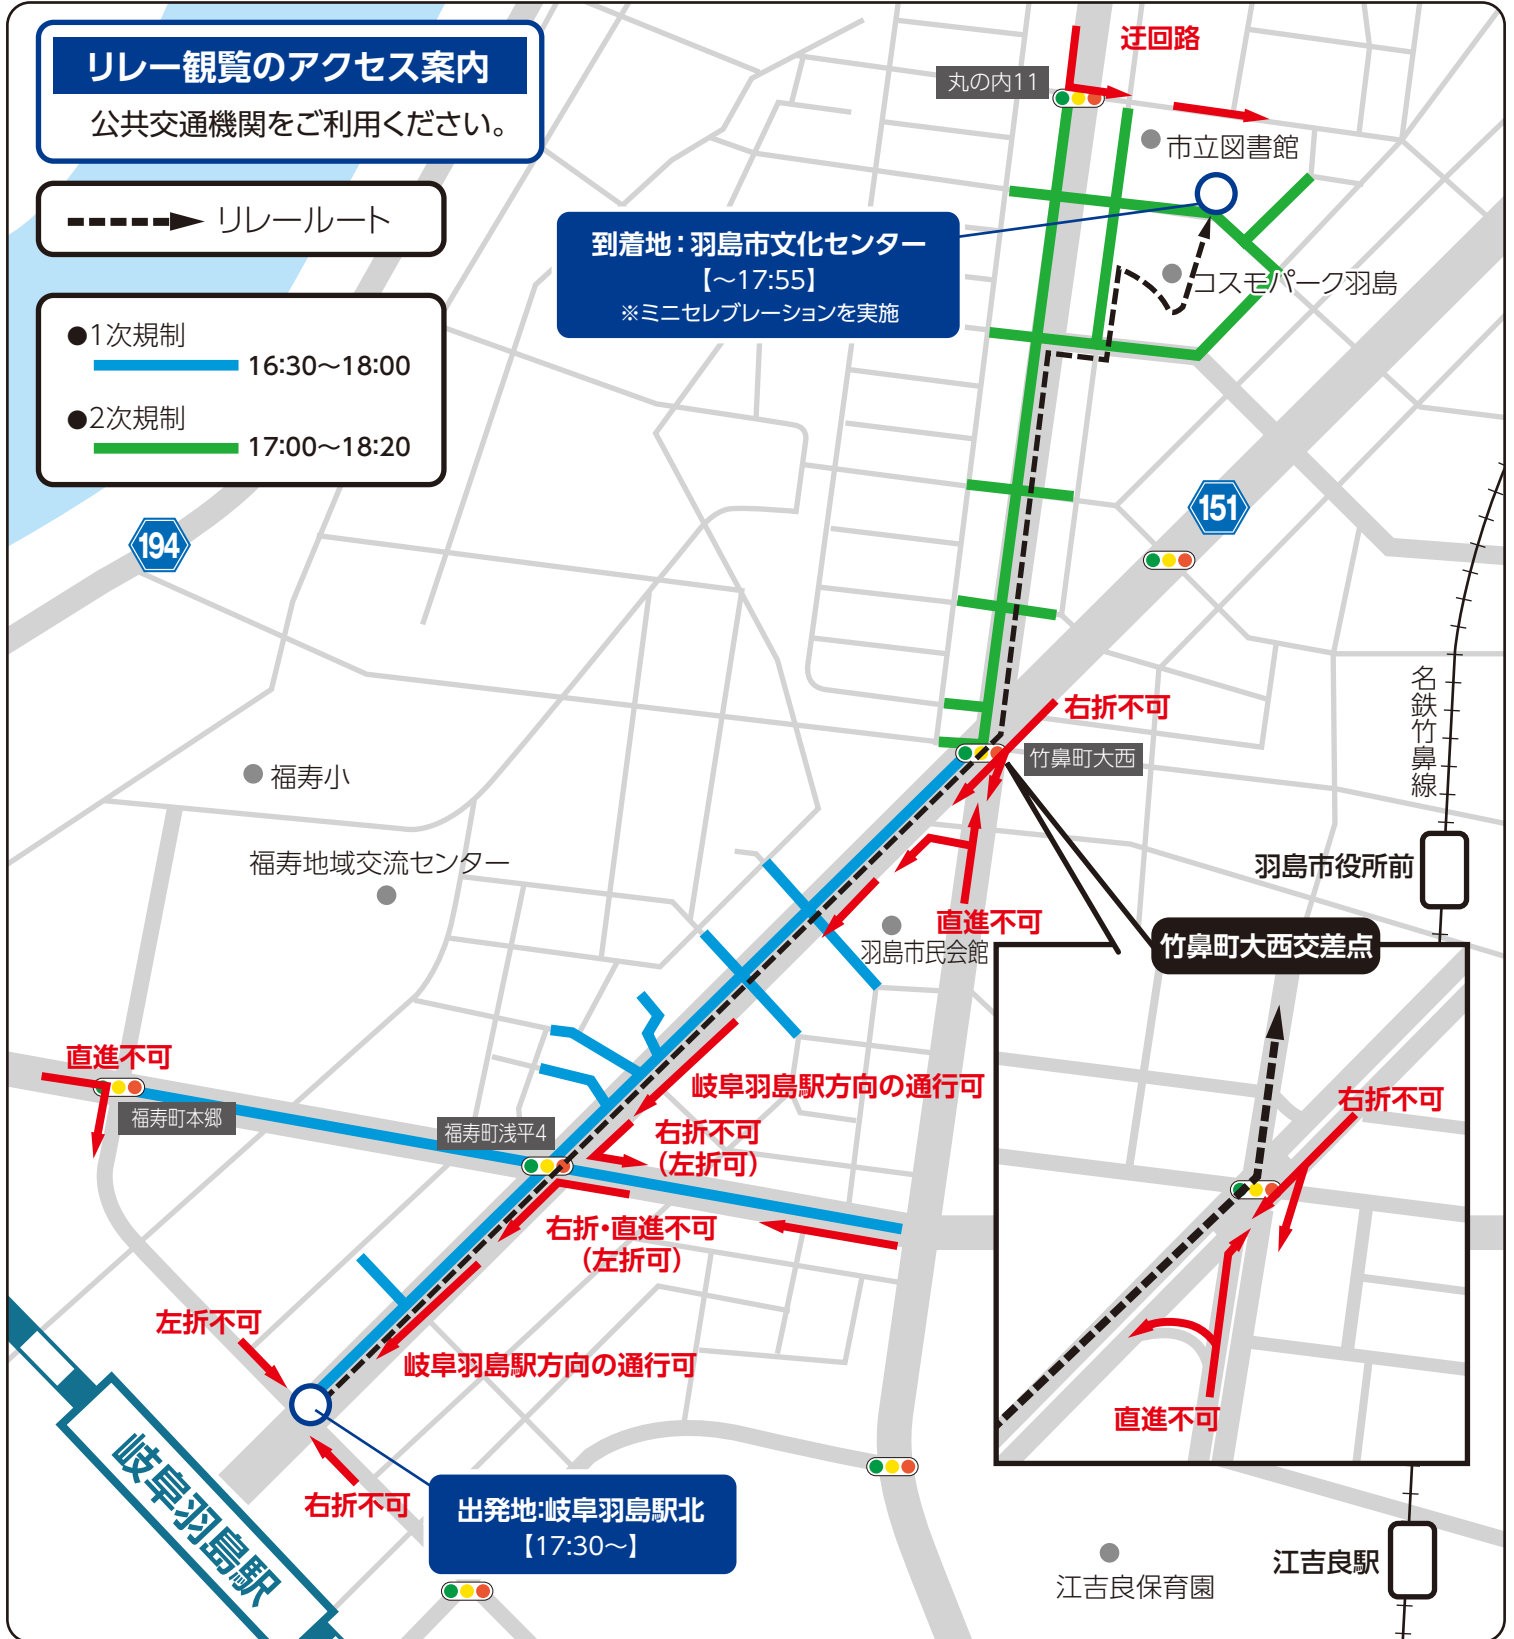 リレー観覧のアクセス案内
公共交通機関をご利用ください。
リレールート
●1次規制
16:30～18:00
●2次規制
17:00～18:20
迂回路
丸の内11
市立図書館
到着地：羽島市文化センター
【～17:55】
※ミニセレブレーションを実施
コスモパーク羽島
194
151
名鉄竹鼻線
右折不可
竹鼻町大西
福寿小
福寿地域交流センター
羽島市役所前
直進不可
羽島市民会館
竹鼻町大西交差点
直進不可
福寿町本郷
岐阜羽島駅方向の通行可
右折不可
福寿町浅平4
右折不可
（左折可）
右折・直進不可
（左折可）
左折不可
岐阜羽島駅方向の通行可
直進不可
岐阜羽島駅
右折不可
出発地:岐阜羽島駅北
【17:30～】
江吉良駅
江吉良保育園